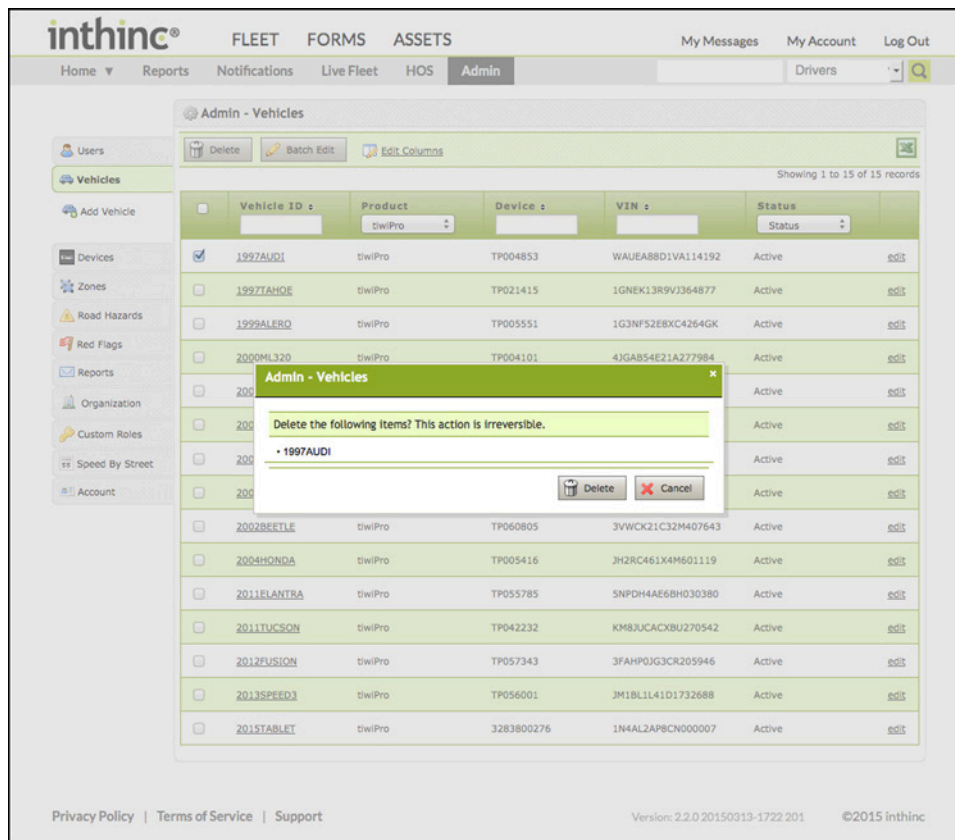 inthinc®
FLEET FORMS ASSETS My Messages My Account Log Out
Home ▼ Reports Notifications Live Fleet HOS Admin Drivers
Admin - Vehicles
Users
Delete Batch Edit Edit Columns
Vehicles
Showing 1 to 15 of 15 records
Add Vehicle
Vehicle ID Product Device VIN Status
tiwiPro Status
Devices
1997AUDI tiwiPro TP004853 WAUEA88D1VA114192 Active edit
Zones
1997TAHOE tiwiPro TP021415 1GNEK13R9VJ364877 Active edit
Road Hazards
1999ALERO tiwiPro TP005551 1G3NF52E8XC4264GK Active edit
Red Flags
2000ML320 tiwiPro TP004101 4JGAB54E21A277984 Active edit
Reports
Admin - Vehicles ×
200 Active edit
Organization
Delete the following items? This action is irreversible.
200 Active edit
Custom Roles
• 1997AUDI
200 Active edit
Speed By Street
Delete Cancel
200 Active edit
Account
2002BEETLE tiwiPro TP060805 3VWCK21C32M407643 Active edit
2004HONDA tiwiPro TP005416 JH2RC461X4M601119 Active edit
2011ELANTRA tiwiPro TP055785 5NPDH4AE6BH030380 Active edit
2011TUCSON tiwiPro TP042232 KM8JUCACXBU270542 Active edit
2012FUSION tiwiPro TP057343 3FAHP0JG3CR205946 Active edit
2013SPEED3 tiwiPro TP056001 JM1BL1L41D1732688 Active edit
2015TABLET tiwiPro 3283800276 1N4AL2AP8CN000007 Active edit
Privacy Policy | Terms of Service | Support Version: 2.2.0 20150313-1722 201 ©2015 inthinc